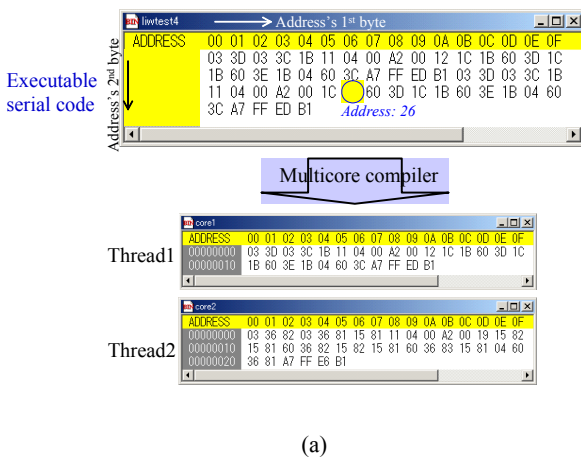 liwtest4
Address's 1st byte
ADDRESS 00 01 02 03 04 05 06 07 08 09 0A 0B 0C 0D 0E 0F
03 3D 03 3C 1B 11 04 00 A2 00 12 1C 1B 60 3D 1C
1B 60 3E 1B 04 60 3C A7 FF ED B1 03 3D 03 3C 1B
11 04 00 A2 00 1C 60 3D 1C 1B 60 3E 1B 04 60
3C A7 FF ED B1
Address: 26
Address's 2nd byte
Executable
serial code
Multicore compiler
core1
Thread1
ADDRESS 00 01 02 03 04 05 06 07 08 09 0A 0B 0C 0D 0E 0F
00000000 03 3D 03 3C 1B 11 04 00 A2 00 12 1C 1B 60 3D 1C
00000010 1B 60 3E 1B 04 60 3C A7 FF ED B1
core2
Thread2
ADDRESS 00 01 02 03 04 05 06 07 08 09 0A 0B 0C 0D 0E 0F
00000000 03 36 82 03 36 81 15 81 11 04 00 A2 00 19 15 82
00000010 15 81 60 36 82 15 82 15 81 60 36 83 15 81 04 60
00000020 36 81 A7 FF E6 B1
(a)